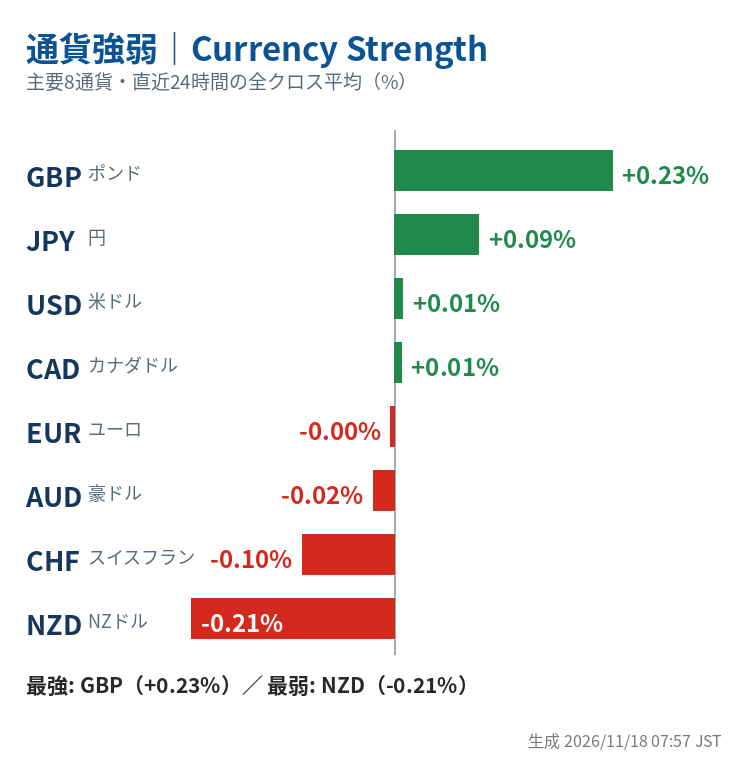 通貨強弱｜Currency Strength
主要8通貨・直近24時間の全クロス平均（%）
GBP ポンド +0.23%
JPY 円 +0.09%
USD 米ドル +0.01%
CAD カナダドル +0.01%
EUR ユーロ -0.00%
AUD 豪ドル -0.02%
CHF スイスフラン -0.10%
NZD NZドル -0.21%
最強: GBP（+0.23%）／ 最弱: NZD（-0.21%）
生成 2026/11/18 07:57 JST